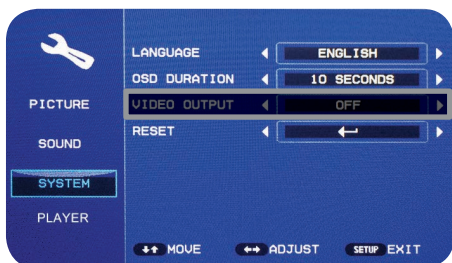 LANGUAGE ENGLISH
OSD DURATION 10 SECONDS
VIDEO OUTPUT OFF
RESET
PICTURE
SOUND
SYSTEM
PLAYER
MOVE ADJUST SETUP EXIT